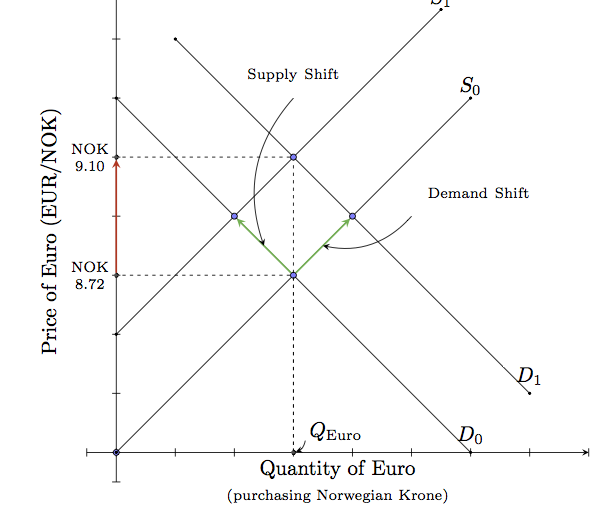 S1
Supply Shift
S0
NOK
9.10
Demand Shift
Price of Euro (EUR/NOK)
NOK
8.72
D1
QEuro
D0
Quantity of Euro
(purchasing Norwegian Krone)